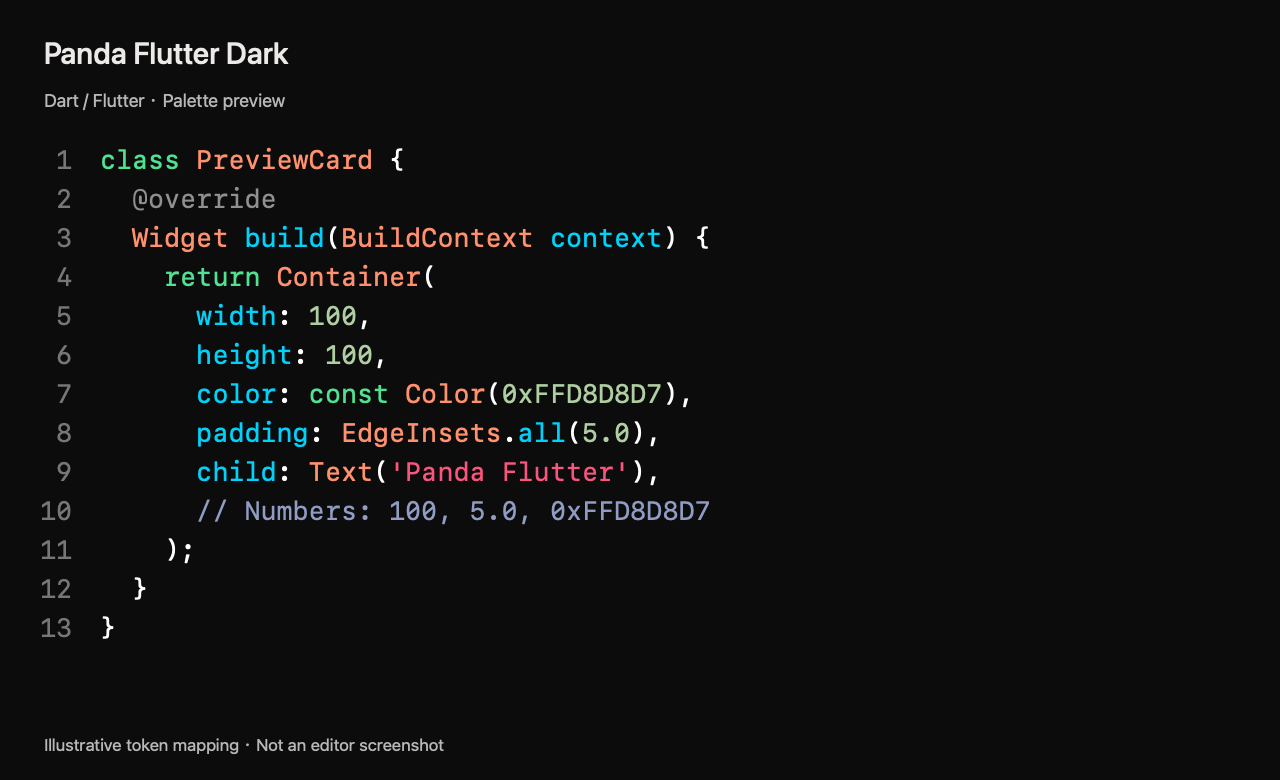 Panda Flutter Dark
Dart / Flutter · Palette preview
1 class PreviewCard {
2   @override
3   Widget build(BuildContext context) {
4     return Container(
5       width: 100,
6       height: 100,
7       color: const Color(0xFFD8D8D7),
8       padding: EdgeInsets.all(5.0),
9       child: Text('Panda Flutter'),
10       // Numbers: 100, 5.0, 0xFFD8D8D7
11     );
12   }
13 }
Illustrative token mapping · Not an editor screenshot